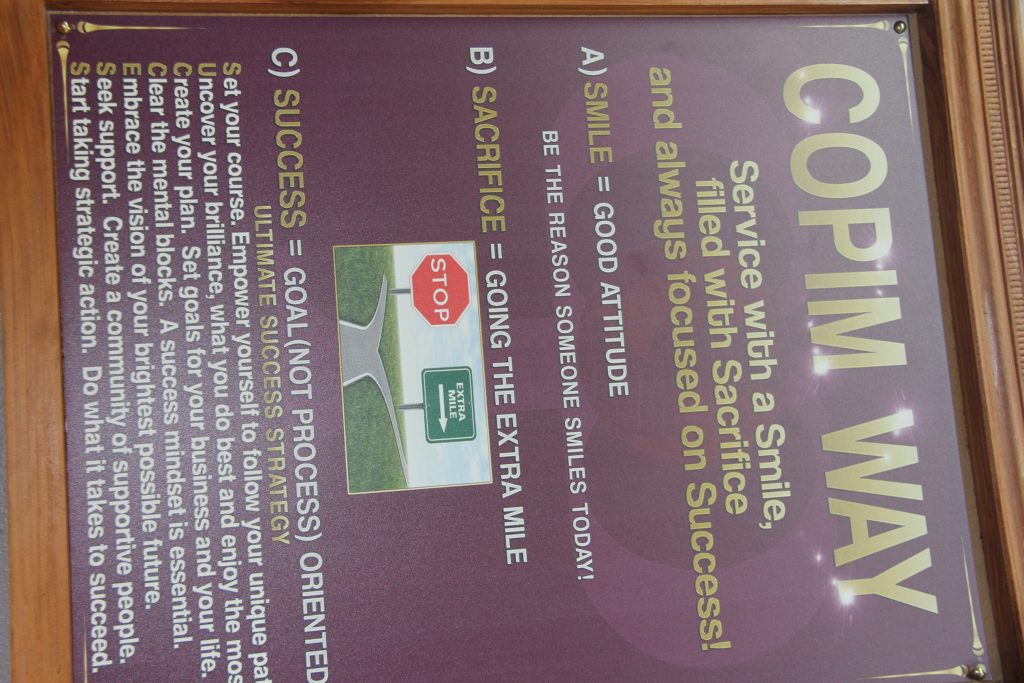 COPIM WAY
Service with a Smile,
filled with Sacrifice
and always focused on Success!
A) SMILE = GOOD ATTITUDE
BE THE REASON SOMEONE SMILES TODAY!
B) SACRIFICE = GOING THE EXTRA MILE
STOP
EXTRA
MILE
C) SUCCESS = GOAL (NOT PROCESS) ORIENTED
ULTIMATE SUCCESS STRATEGY
Set your course. Empower yourself to follow your unique
Uncover your brilliance, what you do best and enjoy the
Create your plan. Set goals for your business and your life.
Clear the mental blocks. A success mindset is essential.
Embrace the vision of your brightest possible future.
Seek support. Create a community of supportive people.
Start taking strategic action. Do what it takes to succeed.